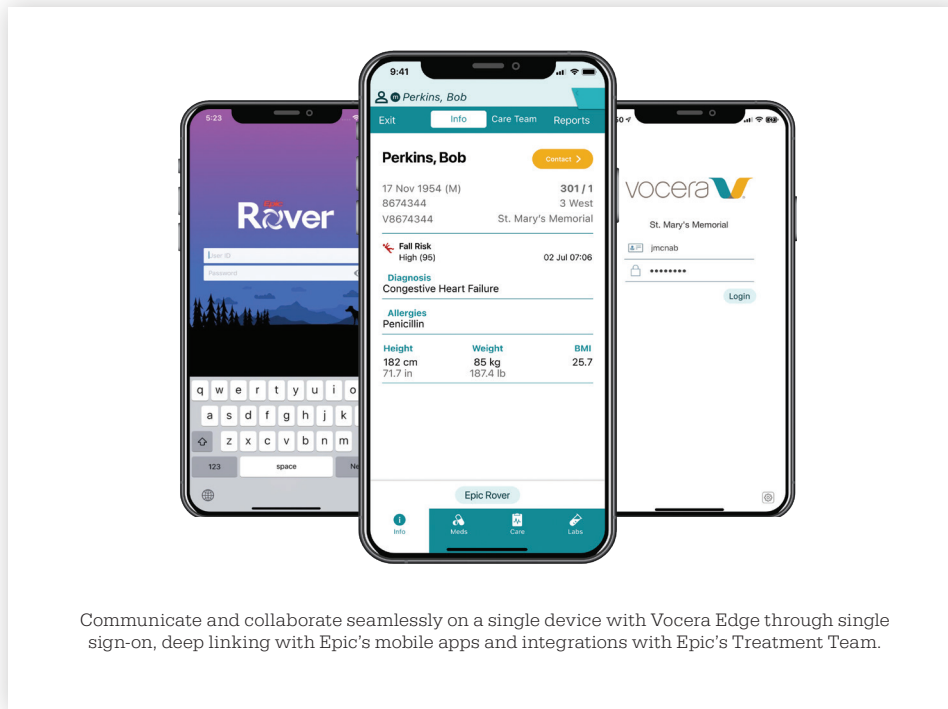 5:23
Epic
Rover
User ID
Password
q w e r t y u i o
a s d f g h j k
z x c v b n m
123 space Ne
9:41
m Perkins, Bob
Exit Info Care Team Reports
Perkins, Bob Contact >
17 Nov 1954 (M) 301 / 1
8674344 3 West
V8674344 St. Mary's Memorial
Fall Risk
High (95) 02 Jul 07:06
Diagnosis
Congestive Heart Failure
Allergies
Penicillin
Height Weight BMI
182 cm 85 kg 25.7
71.7 in 187.4 lb
Epic Rover
Info Meds Care Labs
vocera
St. Mary's Memorial
jmcnab
••••••••
Login
Communicate and collaborate seamlessly on a single device with Vocera Edge through single
sign-on, deep linking with Epic's mobile apps and integrations with Epic's Treatment Team.